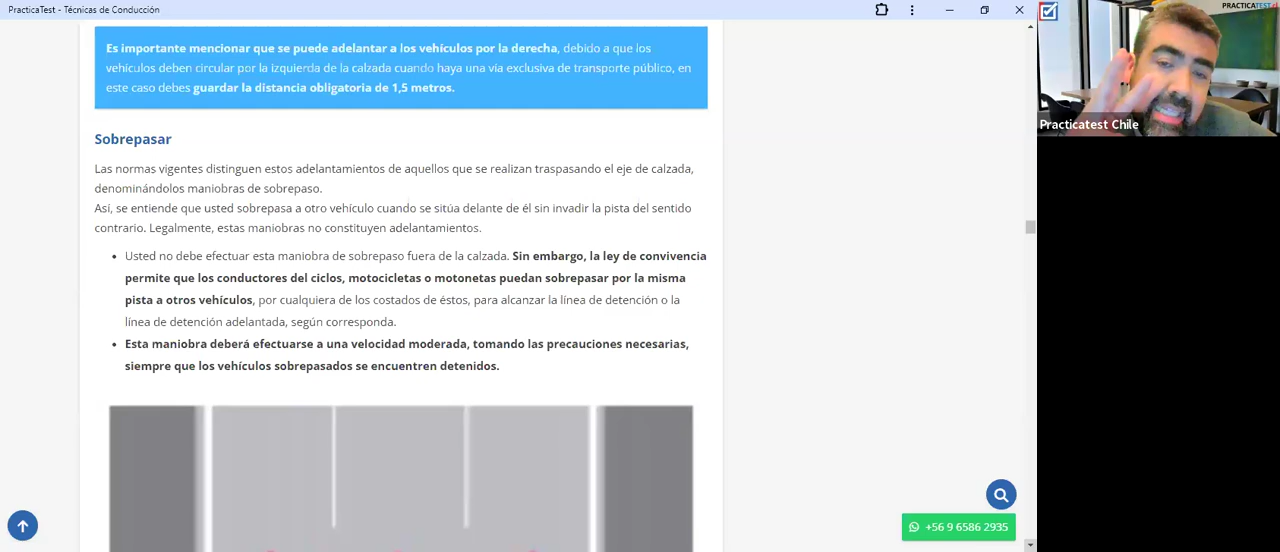 PracticaTest - Técnicas de Conducción
PRACTICATEST.cl
Es importante mencionar que se puede adelantar a los vehículos por la derecha, debido a que los
vehículos deben circular por la izquierda de la calzada cuando haya una vía exclusiva de transporte público, en
este caso debes guardar la distancia obligatoria de 1,5 metros.
Practicatest Chile
Sobrepasar
Las normas vigentes distinguen estos adelantamientos de aquellos que se realizan traspasando el eje de calzada,
denominándolos maniobras de sobrepaso.
Así, se entiende que usted sobrepasa a otro vehículo cuando se sitúa delante de él sin invadir la pista del sentido
contrario. Legalmente, estas maniobras no constituyen adelantamientos.
• Usted no debe efectuar esta maniobra de sobrepaso fuera de la calzada. Sin embargo, la ley de convivencia
permite que los conductores del ciclos, motocicletas o motonetas puedan sobrepasar por la misma
pista a otros vehículos, por cualquiera de los costados de éstos, para alcanzar la línea de detención o la
línea de detención adelantada, según corresponda.
• Esta maniobra deberá efectuarse a una velocidad moderada, tomando las precauciones necesarias,
siempre que los vehículos sobrepasados se encuentren detenidos.
+56 9 6586 2935